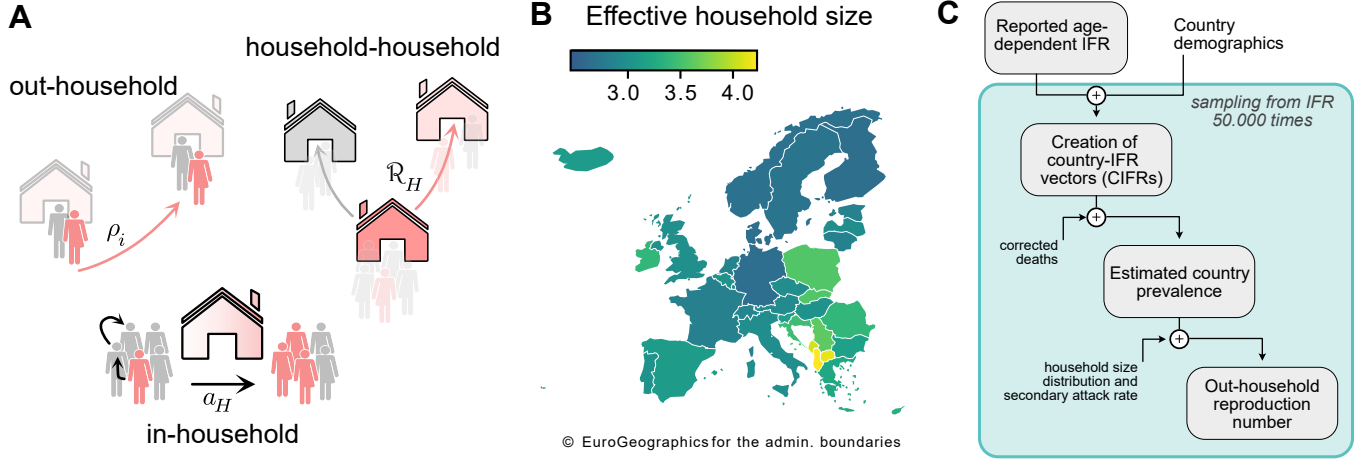 A
out-household
household-household
ρᵢ
ℛ_H
a_H
in-household
B
Effective household size
3.0 3.5 4.0
© EuroGeographics for the admin. boundaries
C
Reported age-
dependent IFR
Country
demographics
+
sampling from IFR
50.000 times
Creation of
country-IFR
vectors (CIFRs)
+
corrected
deaths
Estimated country
prevalence
+
household size
distribution and
secondary attack rate
Out-household
reproduction
number